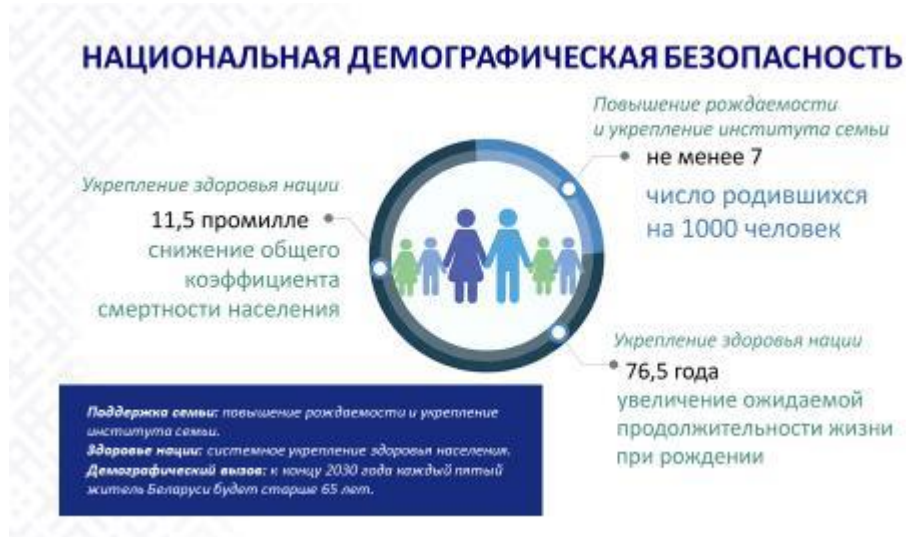 НАЦИОНАЛЬНАЯ ДЕМОГРАФИЧЕСКАЯ БЕЗОПАСНОСТЬ
Повышение рождаемости
и укрепление института семьи
не менее 7
число родившихся
на 1000 человек
Укрепление здоровья нации
11,5 промилле
снижение общего
коэффициента
смертности населения
Укрепление здоровья нации
76,5 года
увеличение ожидаемой
продолжительности жизни
при рождении
Поддержка семьи: повышение рождаемости и укрепление
института семьи.
Здоровье нации: системное укрепление здоровья населения.
Демографический вызов: к концу 2030 года каждый пятый
житель Беларуси будет старше 65 лет.